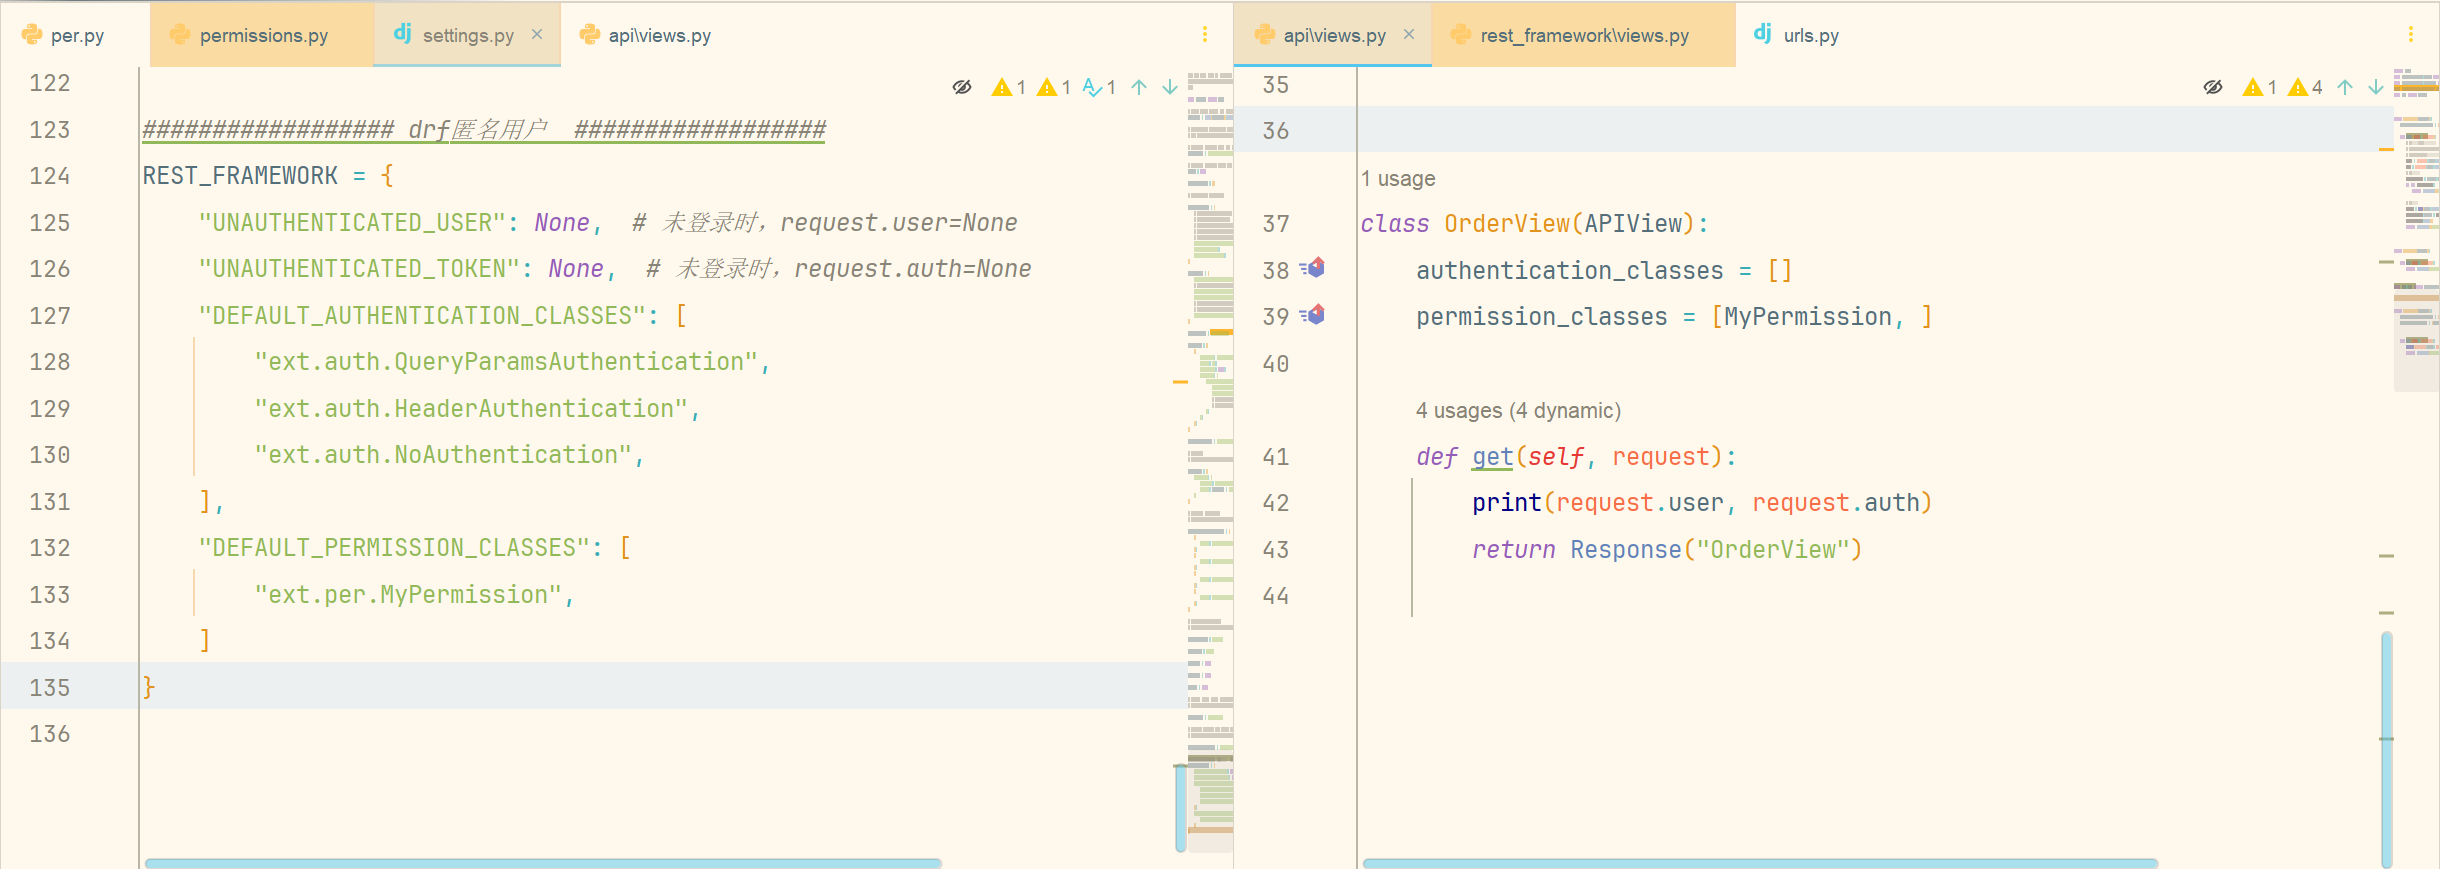 per.py permissions.py settings.py × api\views.py
1 1 1
122
123 ################## drf匿名用户 ##################
124 REST_FRAMEWORK = {
125 "UNAUTHENTICATED_USER": None, # 未登录时，request.user=None
126 "UNAUTHENTICATED_TOKEN": None, # 未登录时，request.auth=None
127 "DEFAULT_AUTHENTICATION_CLASSES": [
128 "ext.auth.QueryParamsAuthentication",
129 "ext.auth.HeaderAuthentication",
130 "ext.auth.NoAuthentication",
131 ],
132 "DEFAULT_PERMISSION_CLASSES": [
133 "ext.per.MyPermission",
134 ]
135 }
136
api\views.py × rest_framework\views.py urls.py
1 4
35
36
1 usage
37 class OrderView(APIView):
38 authentication_classes = []
39 permission_classes = [MyPermission, ]
40
4 usages (4 dynamic)
41 def get(self, request):
42 print(request.user, request.auth)
43 return Response("OrderView")
44